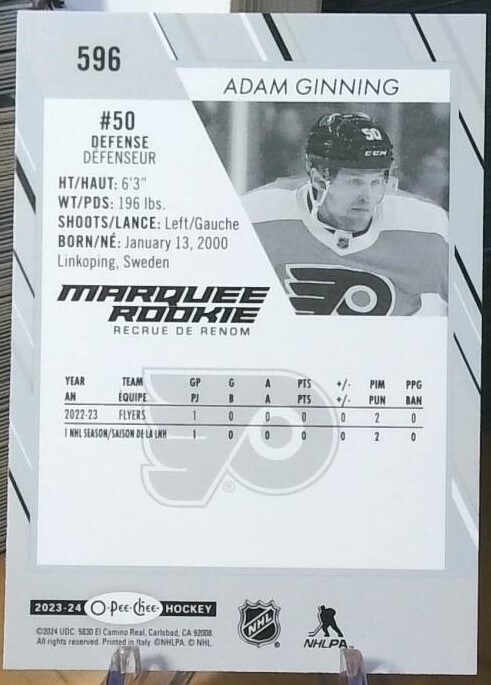 596
ADAM GINNING
50
CCM
#50
DEFENSE
DÉFENSEUR
HT/HAUT: 6'3"
WT/PDS: 196 lbs.
SHOOTS/LANCE: Left/Gauche
BORN/NÉ: January 13, 2000
Linkoping, Sweden
MARQUEE
ROOKIE
RECRUE DE RENOM
YEAR TEAM GP G A PTS +/- PIM PPG
AN ÉQUIPE PJ B A PTS +/- PUN BAN
2022-23 FLYERS 1 0 0 0 0 2 0
1 NHL SEASON/SAISON DE LA LNH 1 0 0 0 0 2 0
®
2023-24 O-Pee-Chee HOCKEY
©2024 UDC. 5830 El Camino Real, Carlsbad, CA 92008.
All rights reserved. Printed in Italy. ©NHLPA. © NHL.
NHL
NHLPA